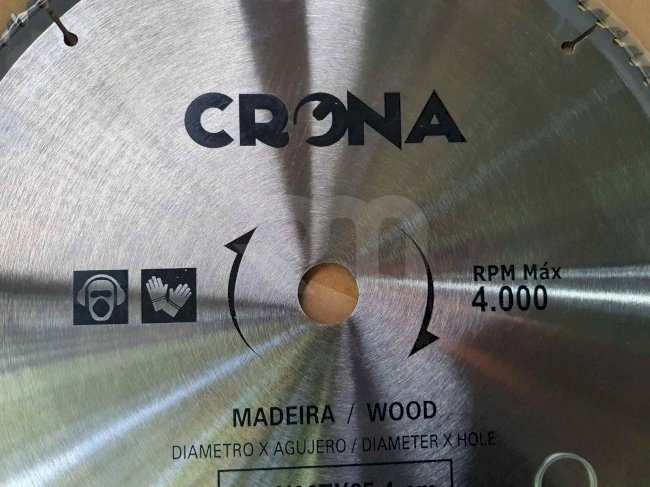 CRONA
RPM Máx
4.000
MADEIRA / WOOD
DIAMETRO X AGUJERO / DIAMETER X HOLE